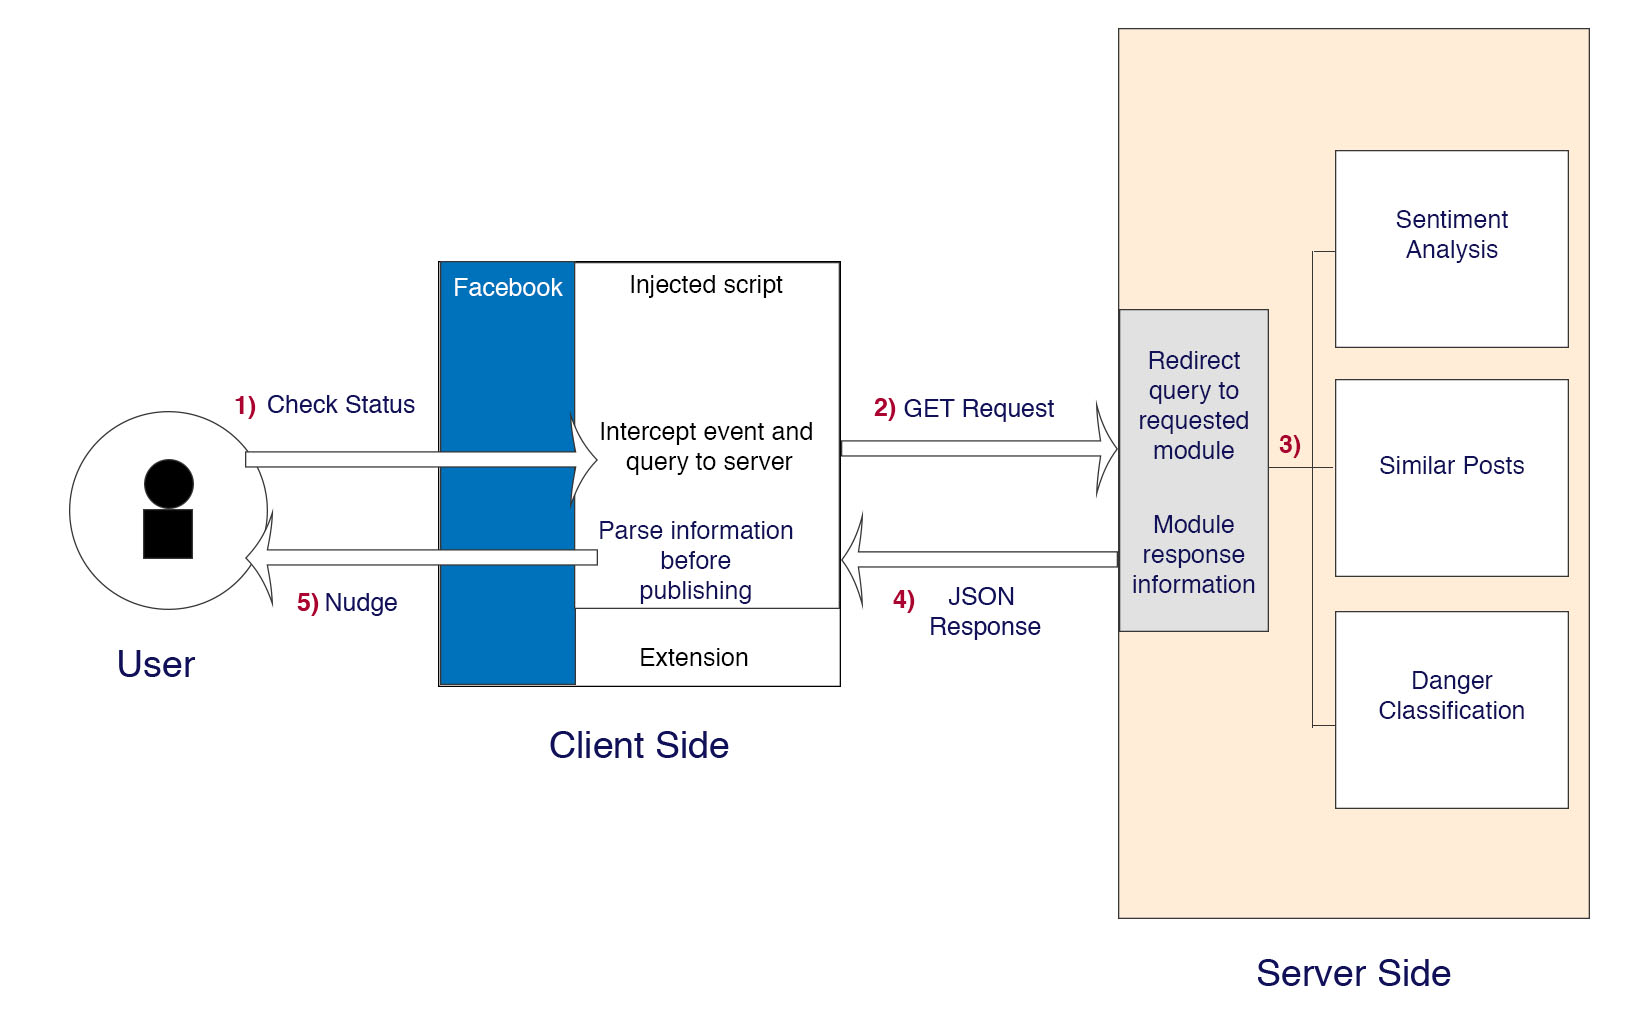 Facebook
Injected script
1) Check Status
Intercept event and
query to server
Parse information
before
publishing
5) Nudge
Extension
User
Client Side
2) GET Request
4) JSON
Response
Redirect
query to
requested
module
Module
response
information
3)
Sentiment
Analysis
Similar Posts
Danger
Classification
Server Side